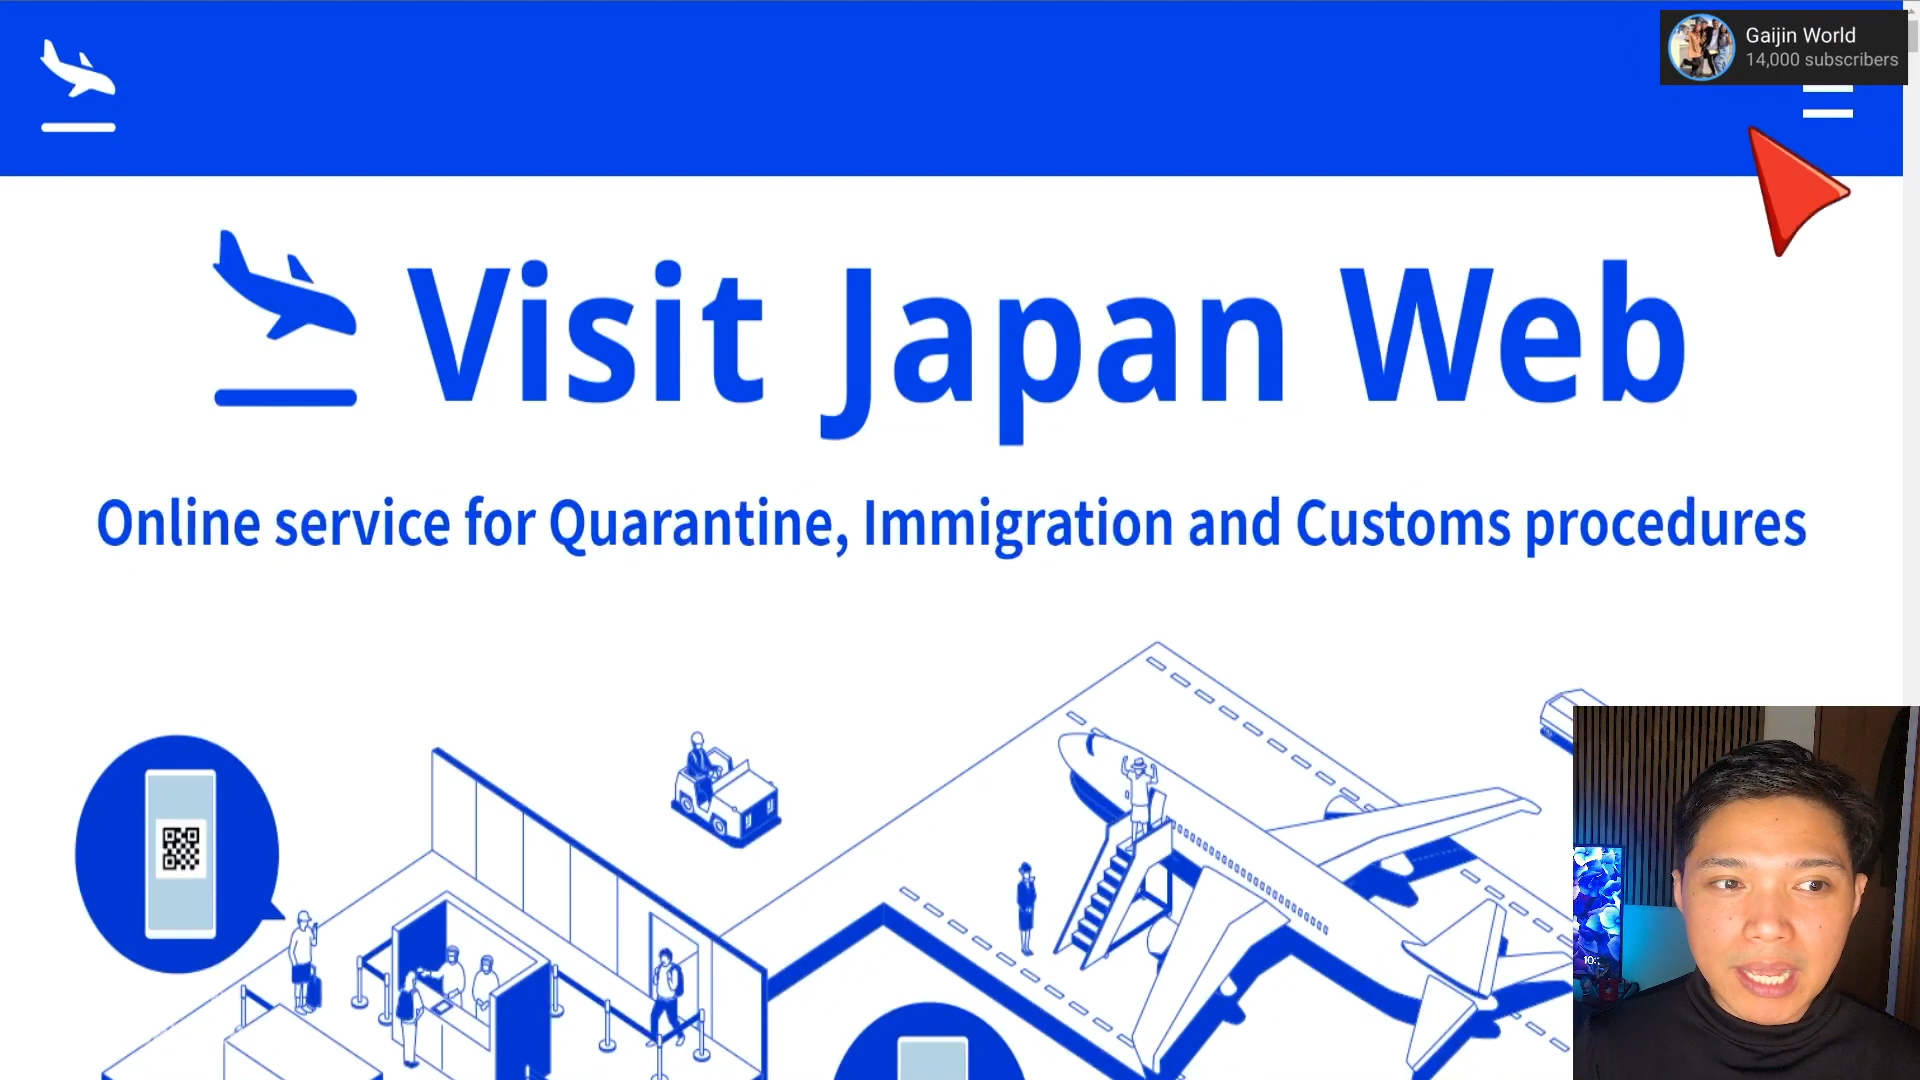 Gaijin World
14,000 subscribers
Visit Japan Web
Online service for Quarantine, Immigration and Customs procedures